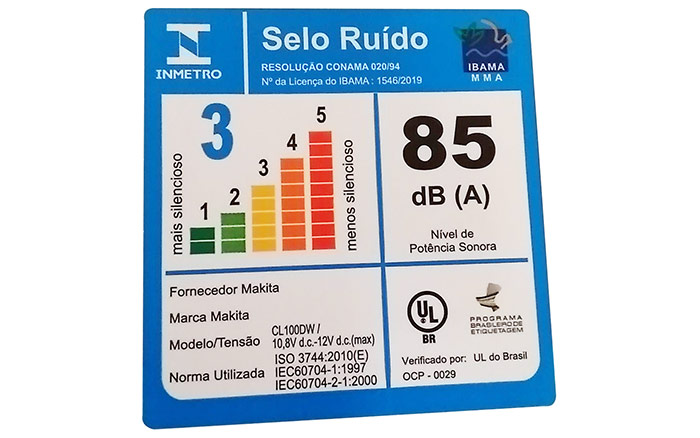 INMETRO
Selo Ruído
RESOLUÇÃO CONAMA 020/94
Nº da Licença do IBAMA : 1546/2019
IBAMA
MMA
3
mais silencioso
1
2
3
4
5
menos silencioso
85
dB (A)
Nível de
Potência Sonora
Fornecedor Makita
Marca Makita
Modelo/Tensão CL100DW /
10,8V d.c.-12V d.c.(max)
Norma Utilizada ISO 3744:2010(E)
IEC60704-1:1997
IEC60704-2-1:2000
UL
BR
PROGRAMA
BRASILEIRO DE
ETIQUETAGEM
Verificado por: UL do Brasil
OCP - 0029